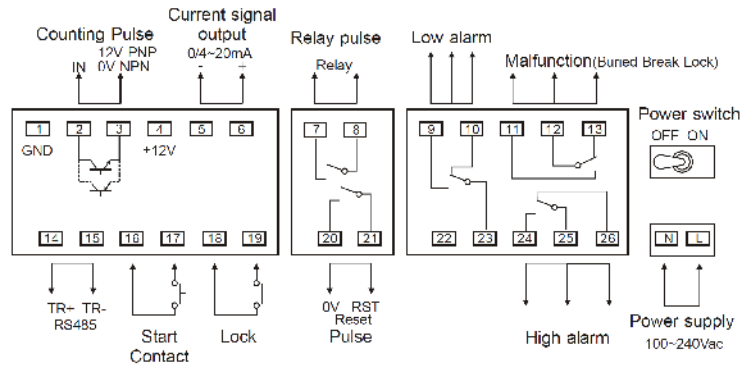 Counting Pulse
12V PNP
IN 0V NPN
Current signal
output
0/4~20mA
- +
Relay pulse
Relay
Low alarm
Malfunction(Buried Break Lock)
Power switch
OFF ON
1 2 3 4 5 6
GND +12V
7 8
9 10 11 12 13
14 15 16 17 18 19
20 21
22 23 24 25 26
N L
TR+ TR-
RS485
Start
Contact
Lock
0V RST
Reset
Pulse
High alarm
Power supply
100~240Vac